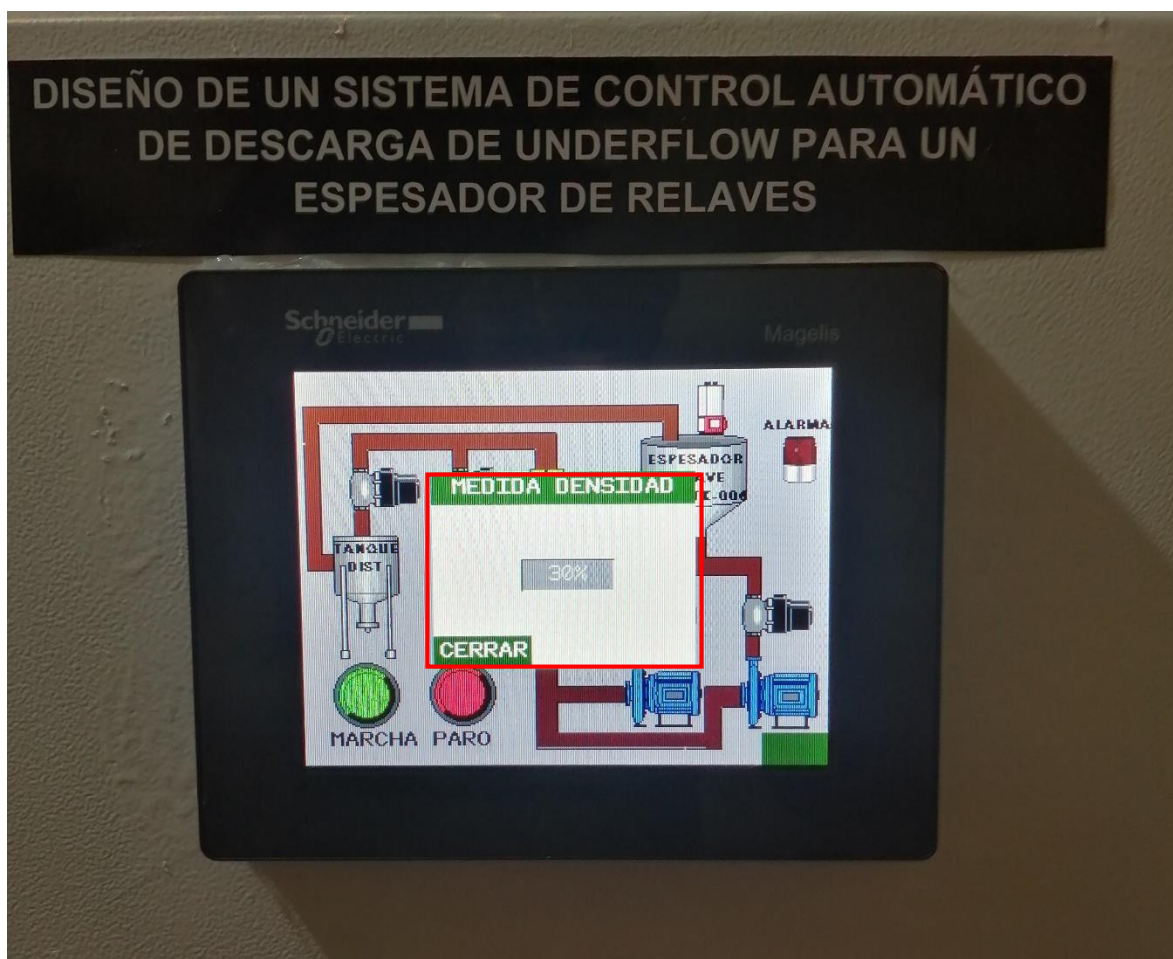 DISEÑO DE UN SISTEMA DE CONTROL AUTOMÁTICO
DE DESCARGA DE UNDERFLOW PARA UN
ESPESADOR DE RELAVES
Schneider
Electric
Magelis
ALARMA
ESPESADOR
MEDIDA DENSIDAD
TANQUE
DIST
30%
CERRAR
MARCHA PARO